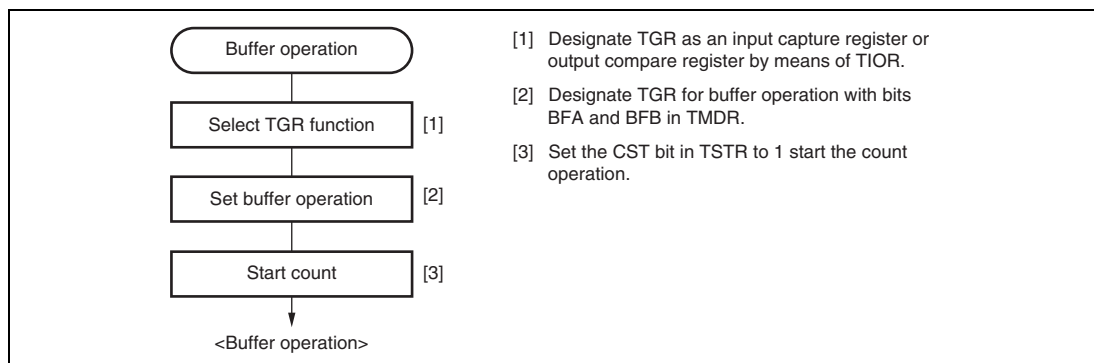 Buffer operation
Select TGR function [1]
Set buffer operation [2]
Start count [3]
<Buffer operation>
[1] Designate TGR as an input capture register or
output compare register by means of TIOR.
[2] Designate TGR for buffer operation with bits
BFA and BFB in TMDR.
[3] Set the CST bit in TSTR to 1 start the count
operation.